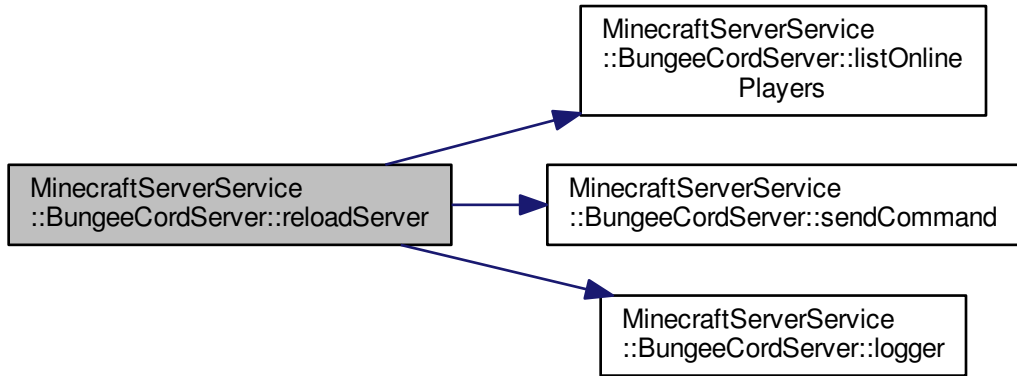 MinecraftServerService
::BungeeCordServer::reloadServer
MinecraftServerService
::BungeeCordServer::listOnline
Players
MinecraftServerService
::BungeeCordServer::sendCommand
MinecraftServerService
::BungeeCordServer::logger